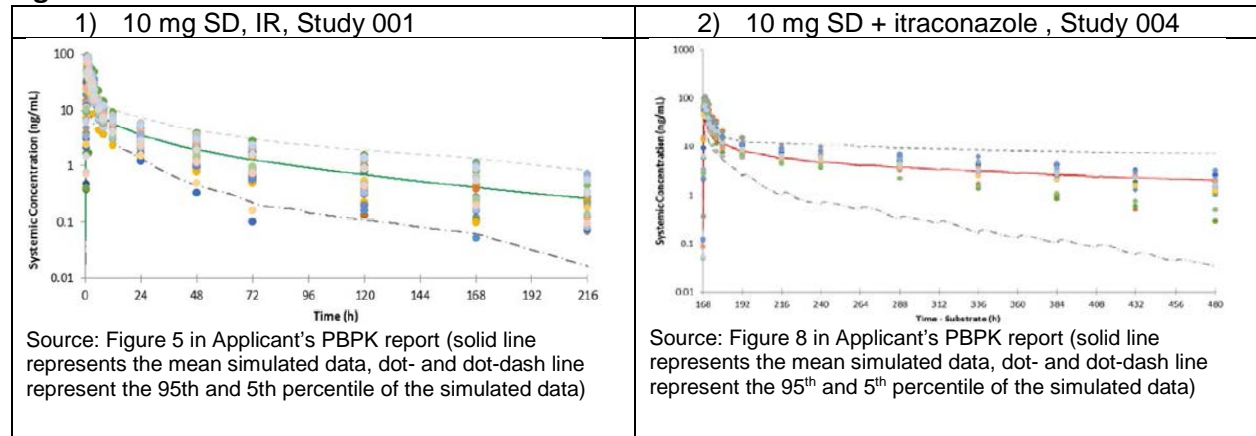 1) 10 mg SD, IR, Study 001
2) 10 mg SD + itraconazole , Study 004
Systemic Concentration (ng/mL)
100
10
1
0.1
0.01
0 24 48 72 96 120 144 168 192 216
Time (h)
Systemic Concentration (ng/mL)
1000
100
10
1
0.1
0.01
168 192 216 240 264 288 312 336 360 384 408 432 456 480
Time - Substrate (h)
Source: Figure 5 in Applicant's PBPK report (solid line
represents the mean simulated data, dot- and dot-dash line
represent the 95th and 5th percentile of the simulated data)
Source: Figure 8 in Applicant's PBPK report (solid line
represents the mean simulated data, dot- and dot-dash line
represent the 95th and 5th percentile of the simulated data)